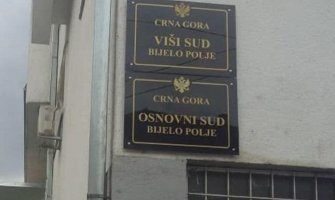 CRNA GORA
VIŠI SUD
BIJELO POLJE
CRNA GORA
OSNOVNI SUD
BIJELO POLJE